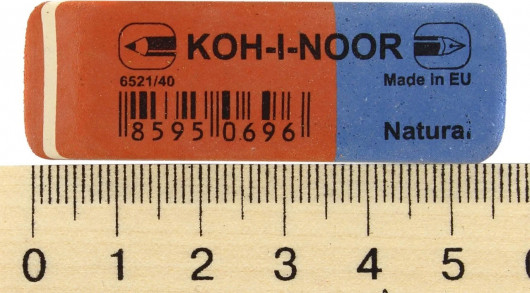 KOH-I-NOOR
6521/40
Made in EU
8595 0696
Natural
0 1 2 3 4 5